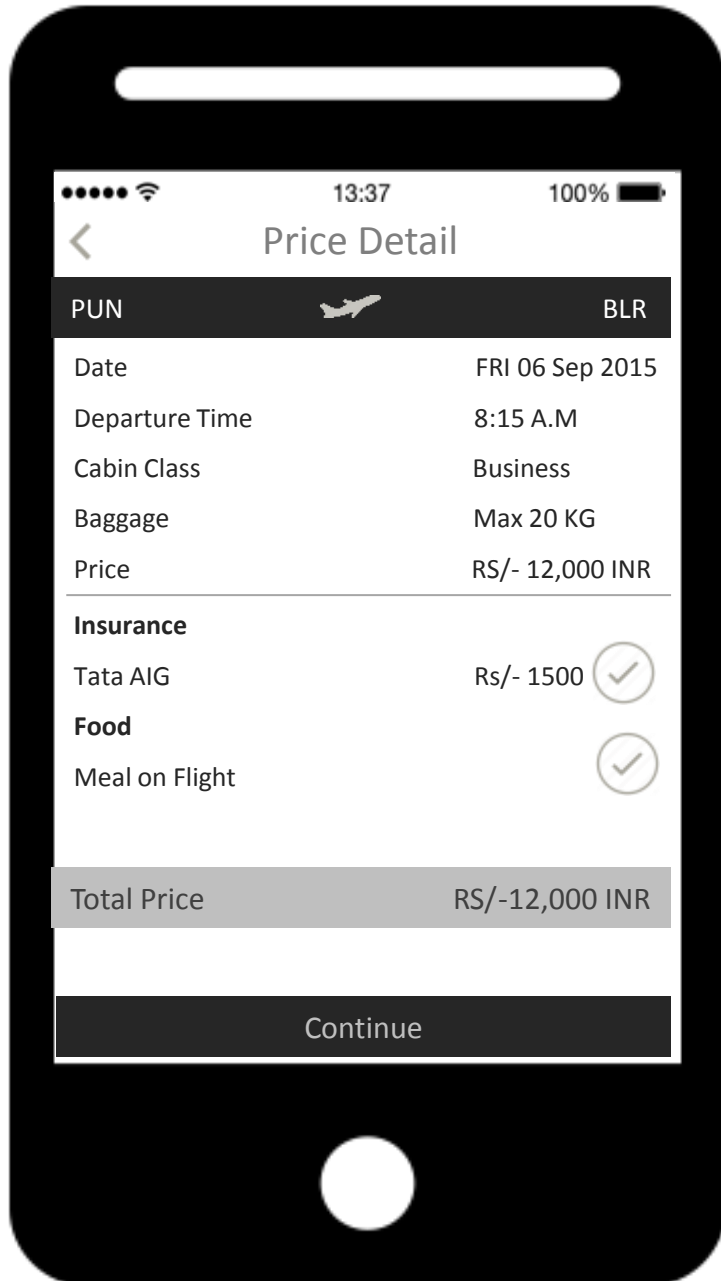 13:37 100%
Price Detail
PUN BLR
Date FRI 06 Sep 2015
Departure Time 8:15 A.M
Cabin Class Business
Baggage Max 20 KG
Price RS/- 12,000 INR
Insurance
Tata AIG Rs/- 1500
Food
Meal on Flight
Total Price RS/-12,000 INR
Continue